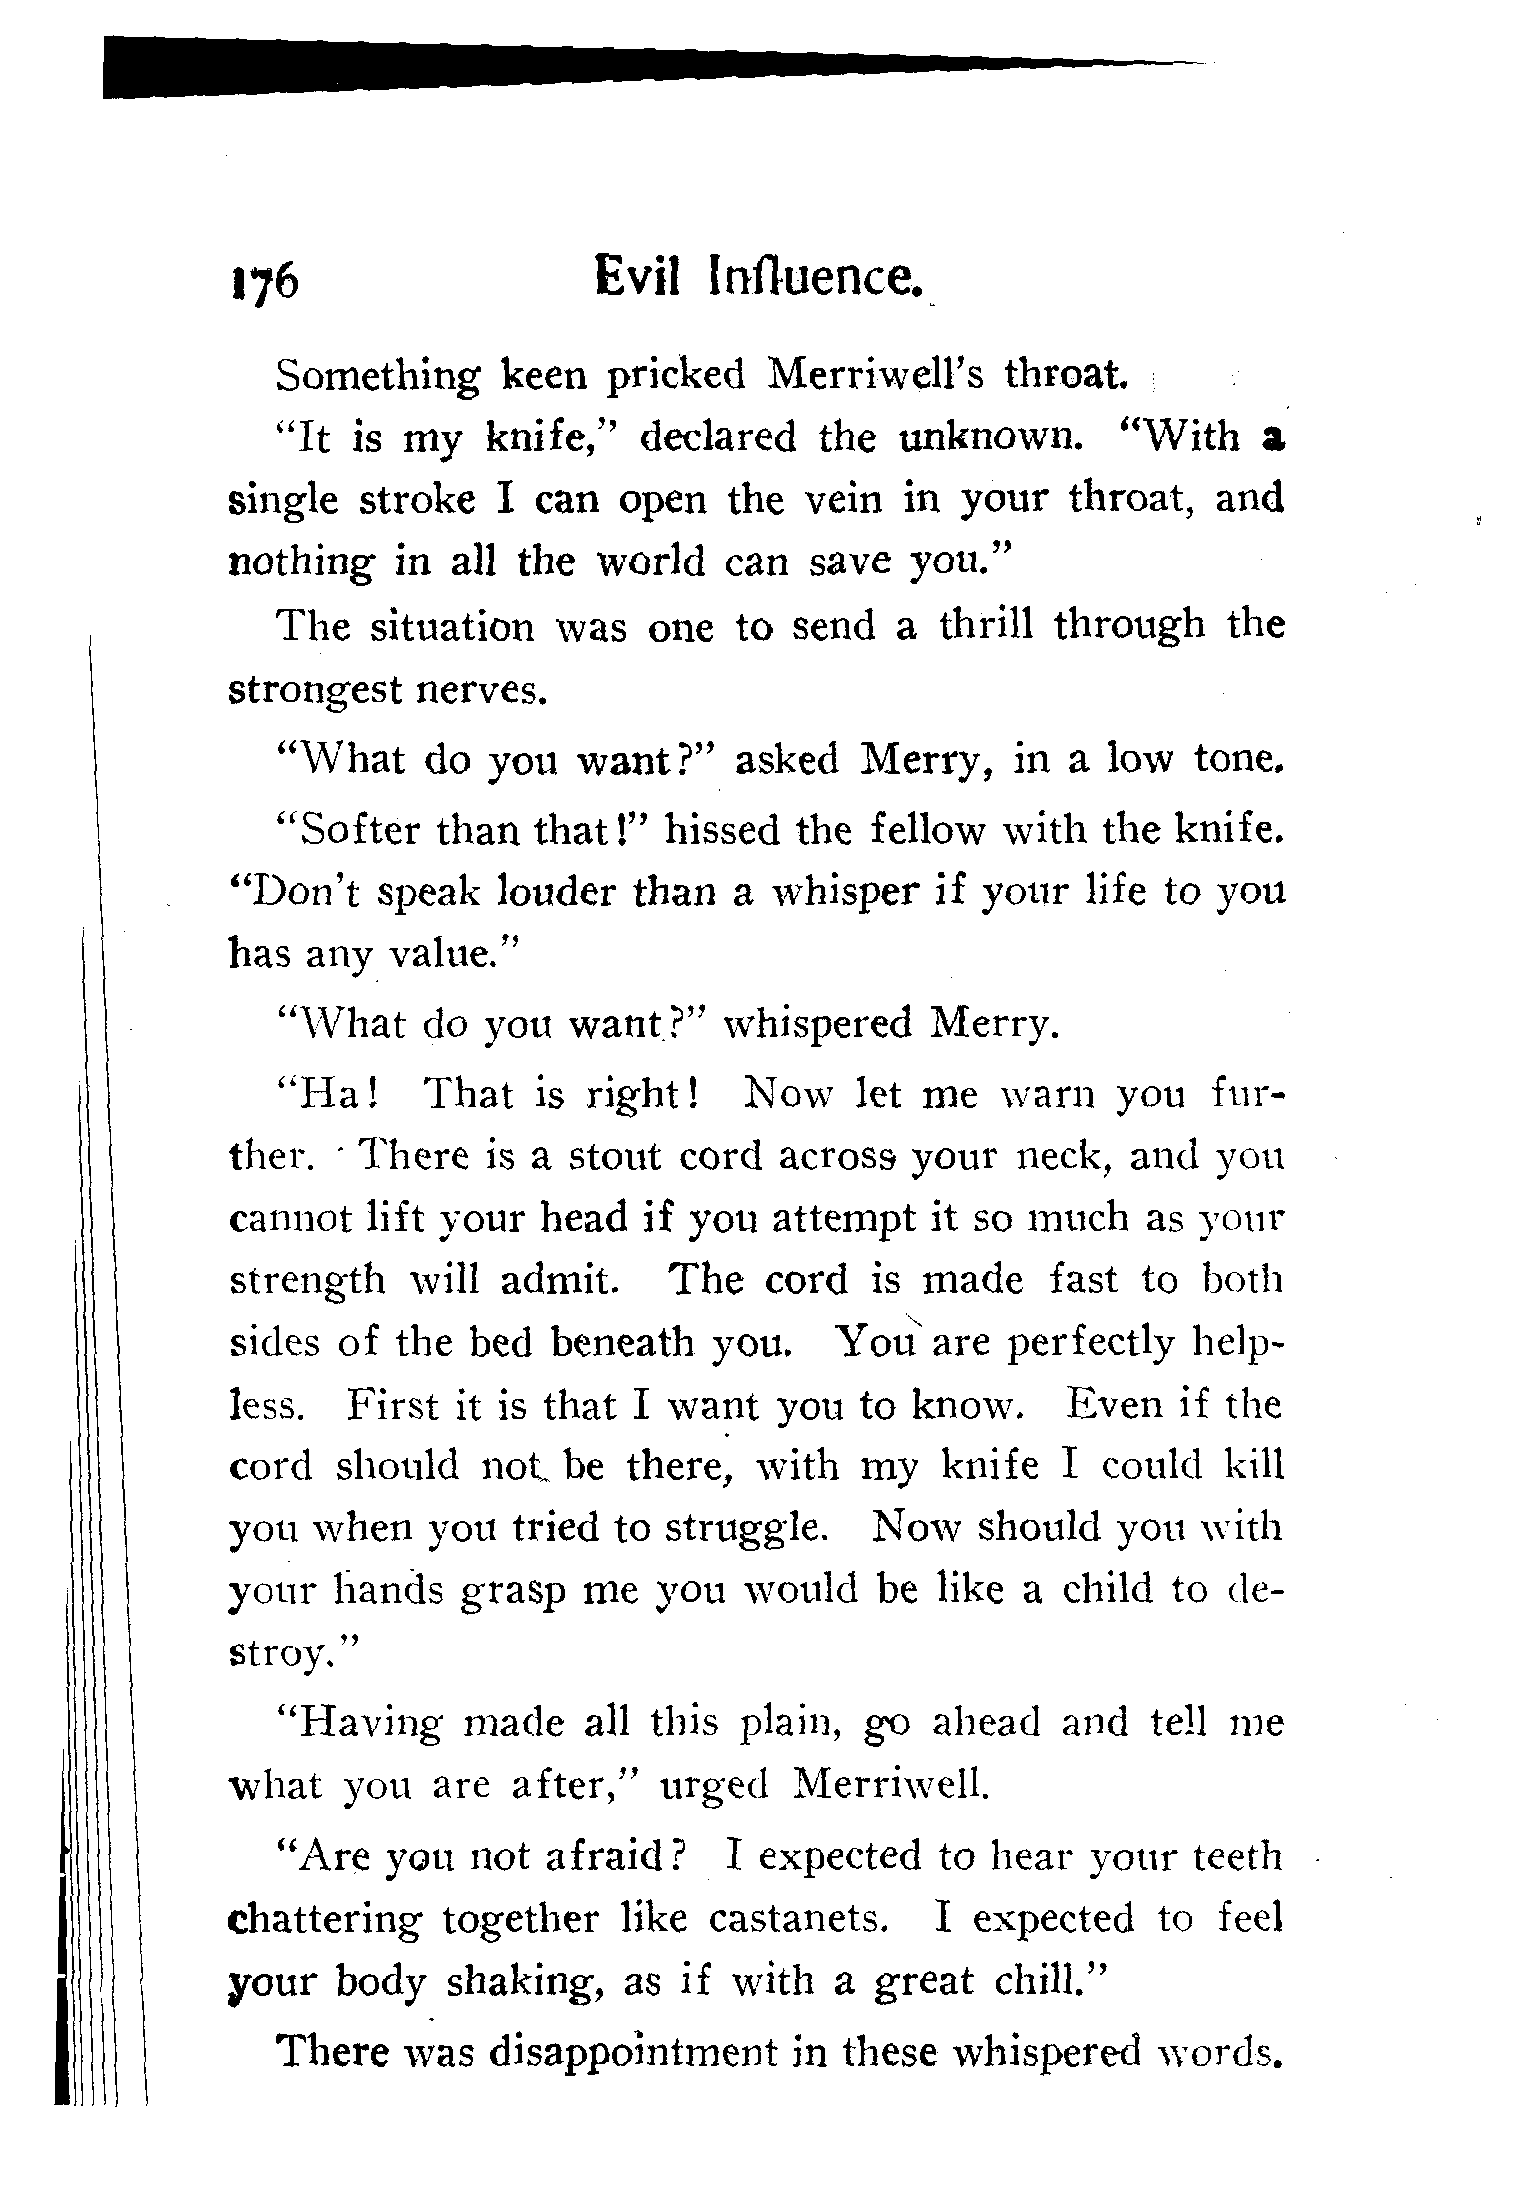 176 Evil Influence.
Something keen pricked Merriwell's throat.
“It is my knife,” declared the unknown. “With a
single stroke I can open the vein in your throat, and
nothing in all the world can save you.”
The situation was one to send a thrill through the
strongest nerves.
“What do you want?” asked Merry, in a low tone.
“Softer than that!” hissed the fellow with the knife.
“Don't speak louder than a whisper if your life to you
has any value.”
“What do you want?” whispered Merry.
“Ha! That is right! Now let me warn you fur-
ther. There is a stout cord across your neck, and you
cannot lift your head if you attempt it so much as your
strength will admit. The cord is made fast to both
sides of the bed beneath you. You are perfectly help-
less. First it is that I want you to know. Even if the
cord should not be there, with my knife I could kill
you when you tried to struggle. Now should you with
your hands grasp me you would be like a child to de-
stroy.”
“Having made all this plain, go ahead and tell me
what you are after,” urged Merriwell.
“Are you not afraid? I expected to hear your teeth
chattering together like castanets. I expected to feel
your body shaking, as if with a great chill.”
There was disappointment in these whispered words.